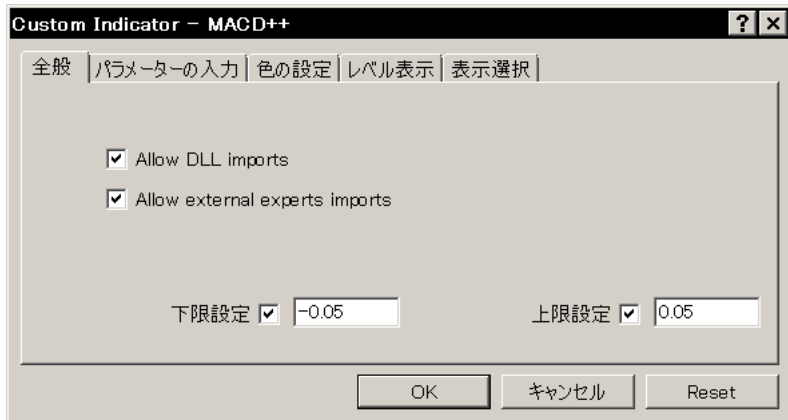 Custom Indicator - MACD++
全般 パラメーターの入力 色の設定 レベル表示 表示選択
Allow DLL imports
Allow external experts imports
下限設定 -0.05 上限設定 0.05
OK キャンセル Reset